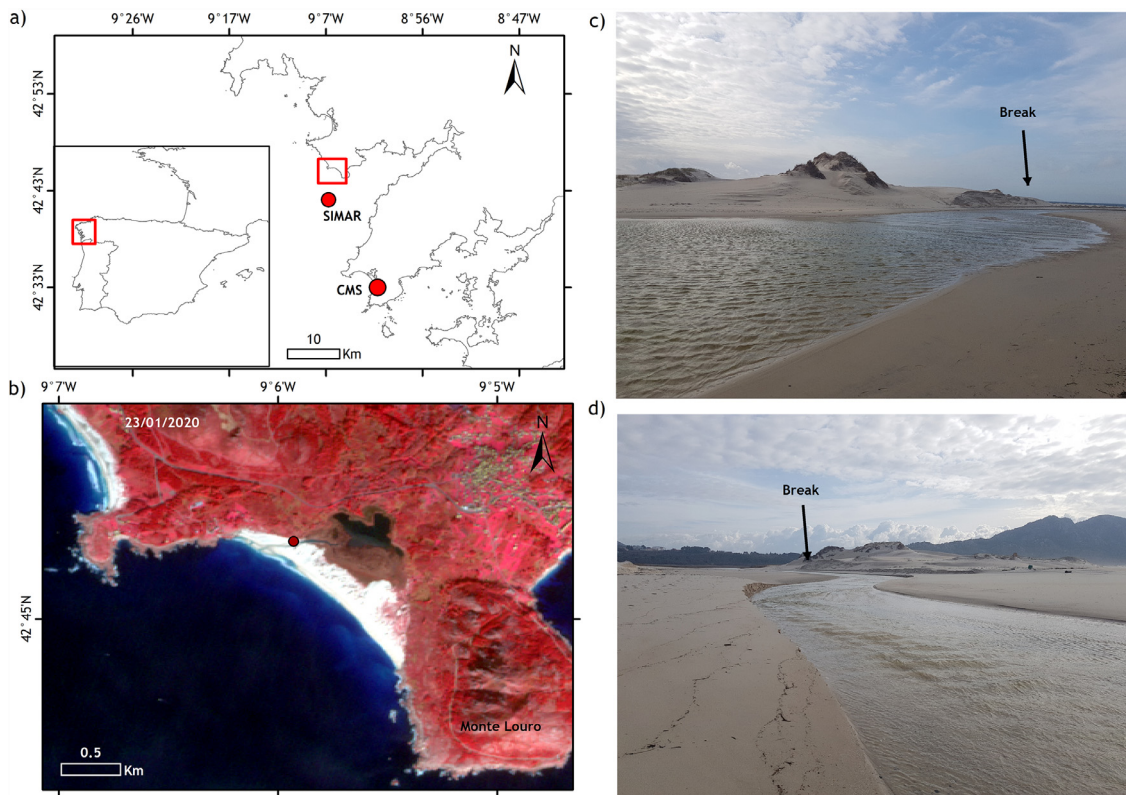 a)
9°26'W 9°17'W 9°7'W 8°56'W 8°47'W
N
42°53'N
42°43'N
42°33'N
SIMAR
CMS
10
Km
b)
9°7'W 9°6'W 9°5'W
23/01/2020
N
42°45'N
Monte Louro
0.5
Km
c)
Break
d)
Break